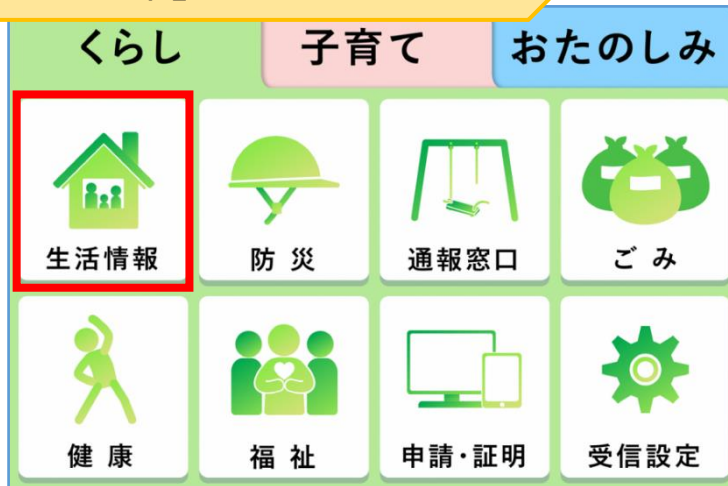 くらし 子育て おたのしみ
生活情報 防災 通報窓口 ごみ
健康 福祉 申請・証明 受信設定